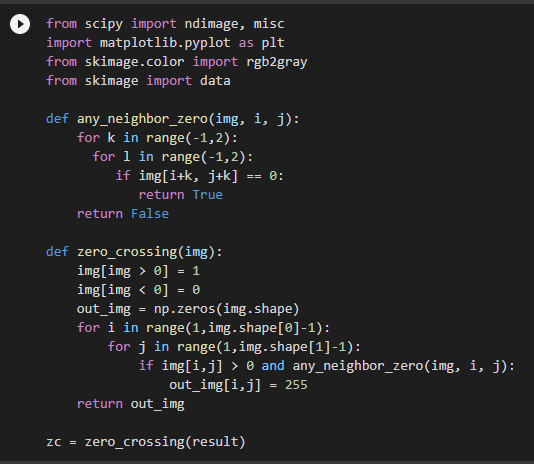 from scipy import ndimage, misc
import matplotlib.pyplot as plt
from skimage.color import rgb2gray
from skimage import data

def any_neighbor_zero(img, i, j):
    for k in range(-1,2):
      for l in range(-1,2):
         if img[i+k, j+k] == 0:
            return True
    return False

def zero_crossing(img):
    img[img > 0] = 1
    img[img < 0] = 0
    out_img = np.zeros(img.shape)
    for i in range(1,img.shape[0]-1):
        for j in range(1,img.shape[1]-1):
            if img[i,j] > 0 and any_neighbor_zero(img, i, j):
                out_img[i,j] = 255
    return out_img

zc = zero_crossing(result)